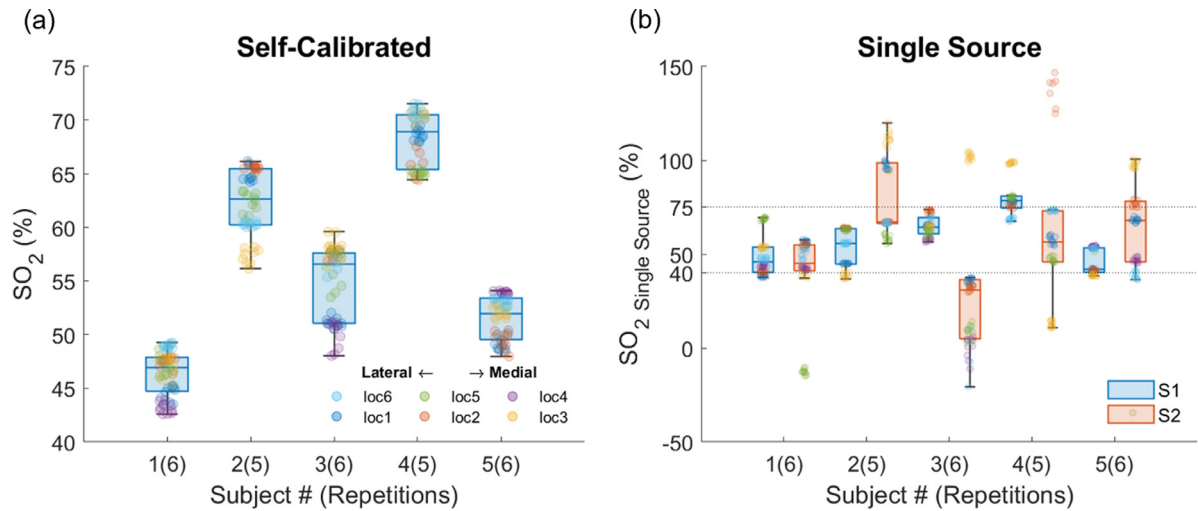 (a)
Self-Calibrated
SO2 (%)
75
70
65
60
55
50
45
40
Lateral ← → Medial
loc6 loc5 loc4
loc1 loc2 loc3
1(6) 2(5) 3(6) 4(5) 5(6)
Subject # (Repetitions)
(b)
Single Source
SO2 Single Source (%)
150
100
75
50
40
0
-50
S1
S2
1(6) 2(5) 3(6) 4(5) 5(6)
Subject # (Repetitions)